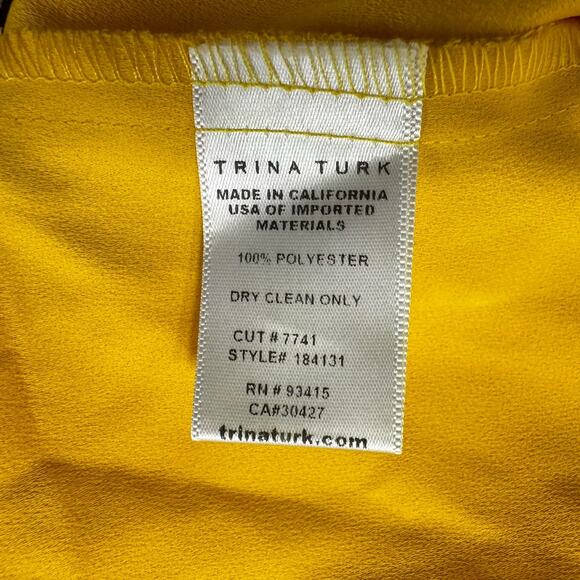 TRINA TURK
MADE IN CALIFORNIA
USA OF IMPORTED
MATERIALS
100% POLYESTER
DRY CLEAN ONLY
CUT # 7741
STYLE# 184131
RN # 93415
CA#30427
trinaturk.com